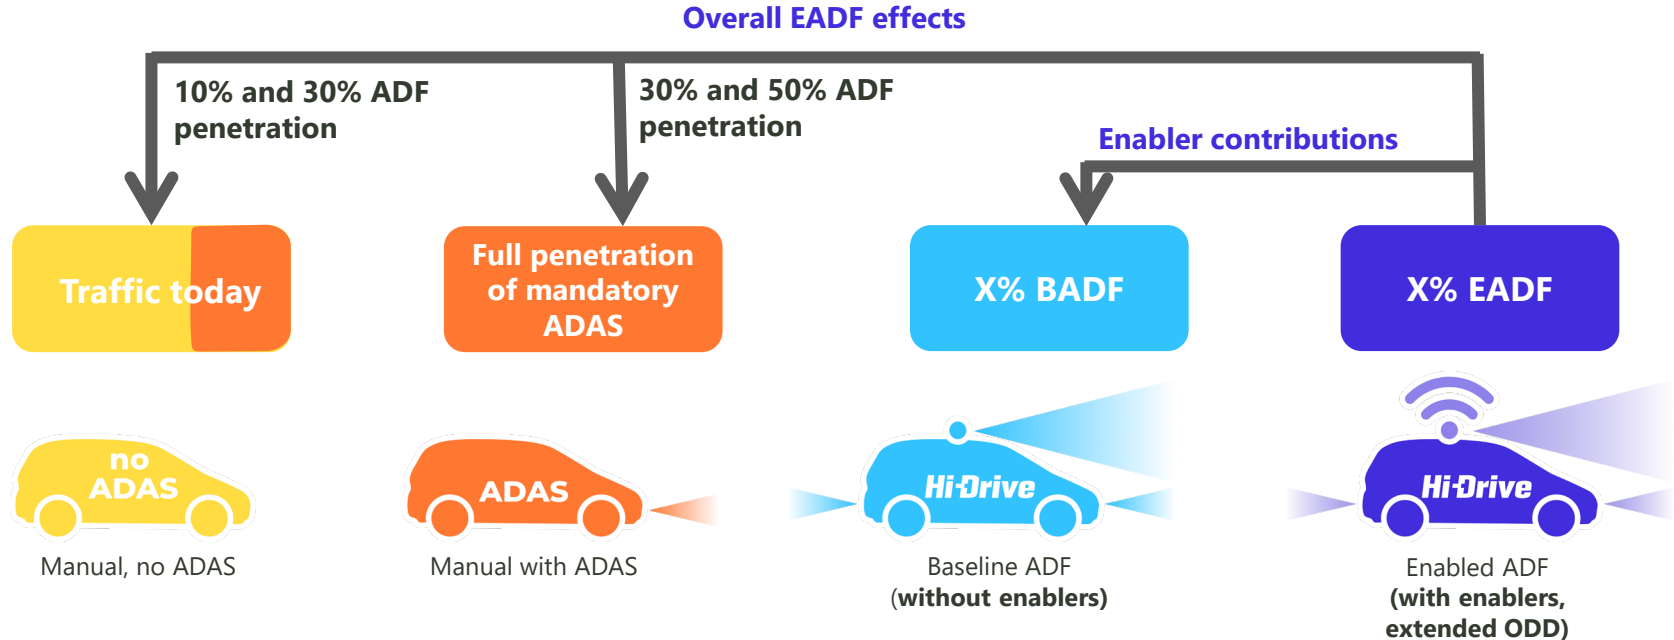 Overall EADF effects
10% and 30% ADF
penetration
30% and 50% ADF
penetration
Enabler contributions
Traffic today
Full penetration
of mandatory
ADAS
X% BADF
X% EADF
no
ADAS
ADAS
Hi-Drive
Hi-Drive
Manual, no ADAS
Manual with ADAS
Baseline ADF
(without enablers)
Enabled ADF
(with enablers,
extended ODD)